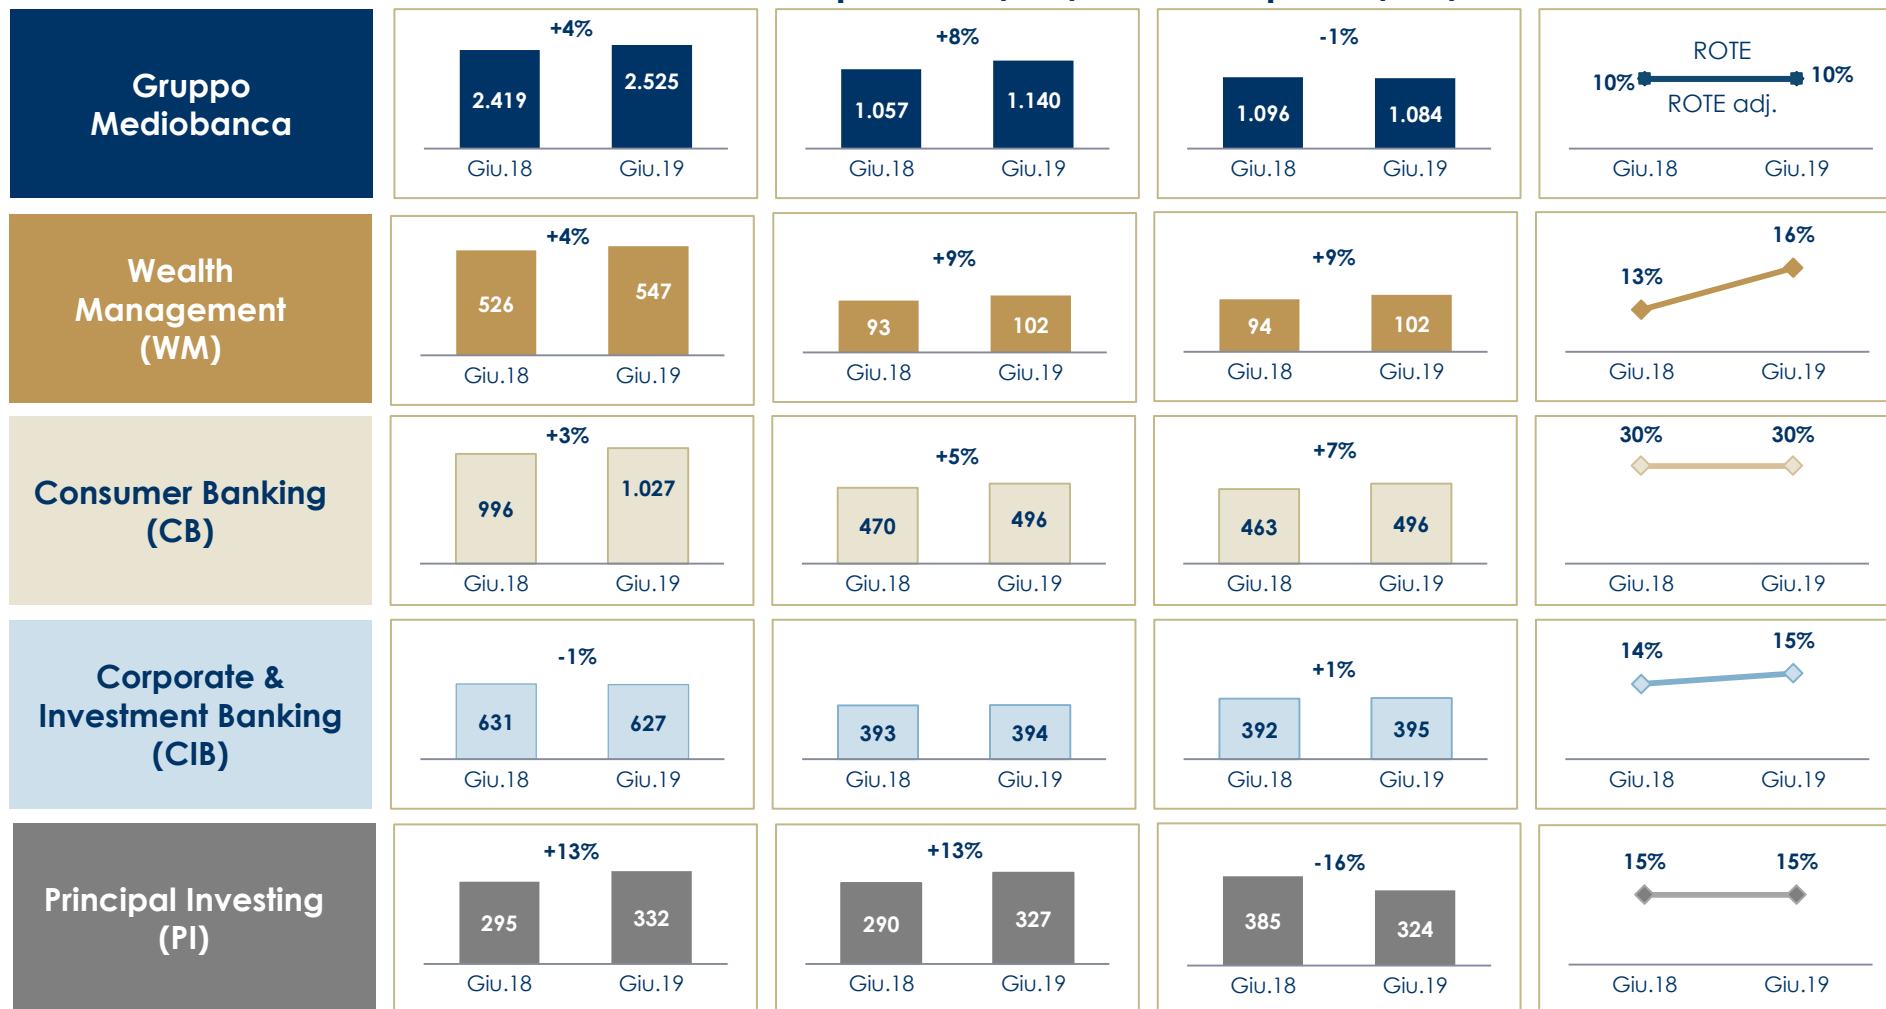 Gruppo
Mediobanca
+4%
2.419
2.525
Giu.18
Giu.19
+8%
1.057
1.140
Giu.18
Giu.19
-1%
1.096
1.084
Giu.18
Giu.19
ROTE
10%
10%
ROTE adj.
Giu.18
Giu.19
Wealth
Management
(WM)
+4%
526
547
Giu.18
Giu.19
+9%
93
102
Giu.18
Giu.19
+9%
94
102
Giu.18
Giu.19
13%
16%
Giu.18
Giu.19
Consumer Banking
(CB)
+3%
996
1.027
Giu.18
Giu.19
+5%
470
496
Giu.18
Giu.19
+7%
463
496
Giu.18
Giu.19
30%
30%
Giu.18
Giu.19
Corporate &
Investment Banking
(CIB)
-1%
631
627
Giu.18
Giu.19
393
394
Giu.18
Giu.19
+1%
392
395
Giu.18
Giu.19
14%
15%
Giu.18
Giu.19
Principal Investing
(PI)
+13%
295
332
Giu.18
Giu.19
+13%
290
327
Giu.18
Giu.19
-16%
385
324
Giu.18
Giu.19
15%
15%
Giu.18
Giu.19